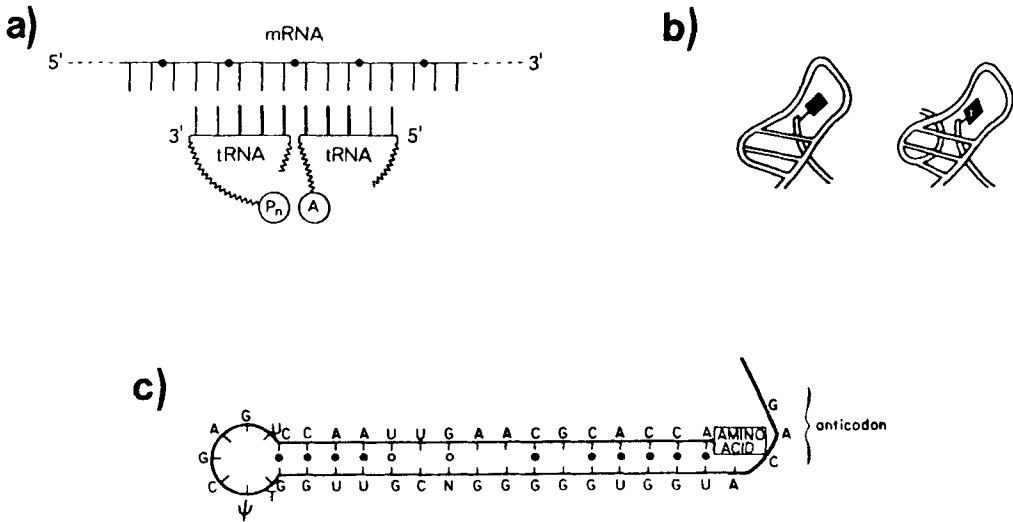 a)
mRNA
5' 3'
3' 5'
tRNA tRNA
Pn A
b)
c)
G
A U C C A A U U G A A C G C A C C A AMINO ACID
G
C
Ψ
T G G U U G C N G G G G G U G G U A
G
A
C
anticodon